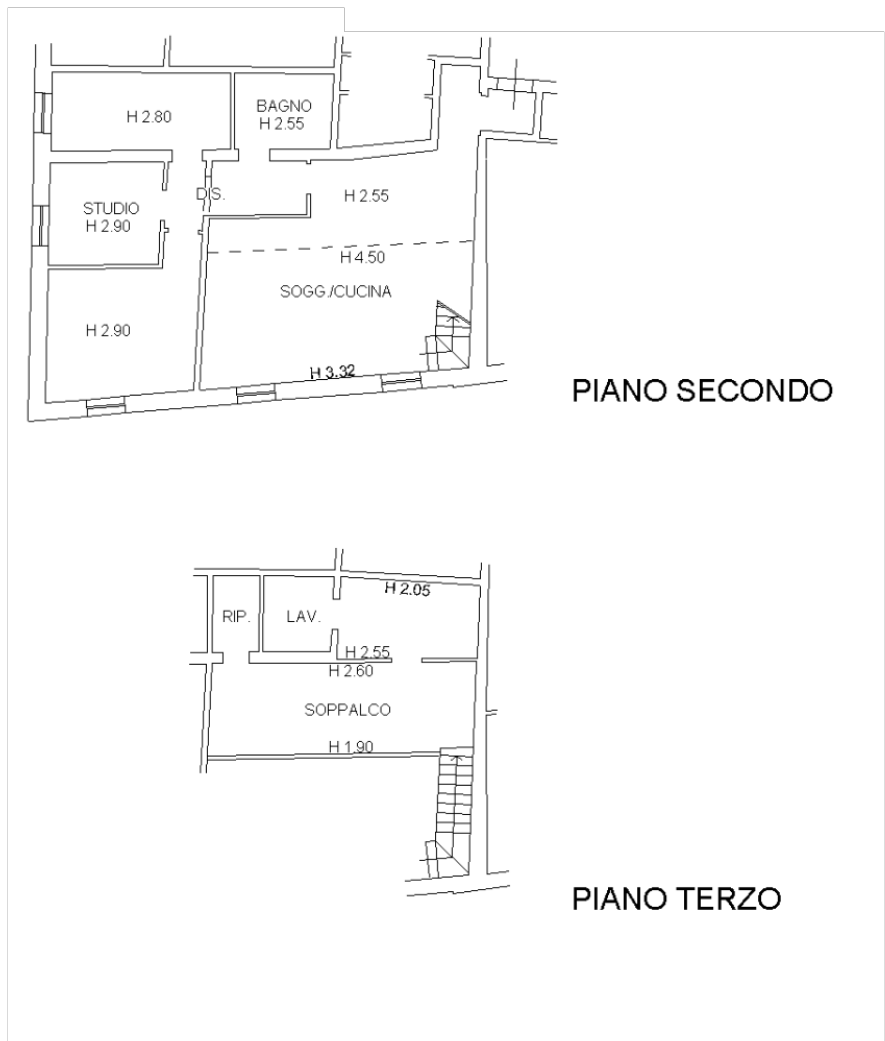 BAGNO
H 2.55
H 2.80
DIS.
STUDIO
H 2.90
H 2.55
H 4.50
SOGG./CUCINA
H 2.90
H 3.32
PIANO SECONDO
H 2.05
RIP.
LAV.
H 2.55
H 2.60
SOPPALCO
H 1.90
PIANO TERZO